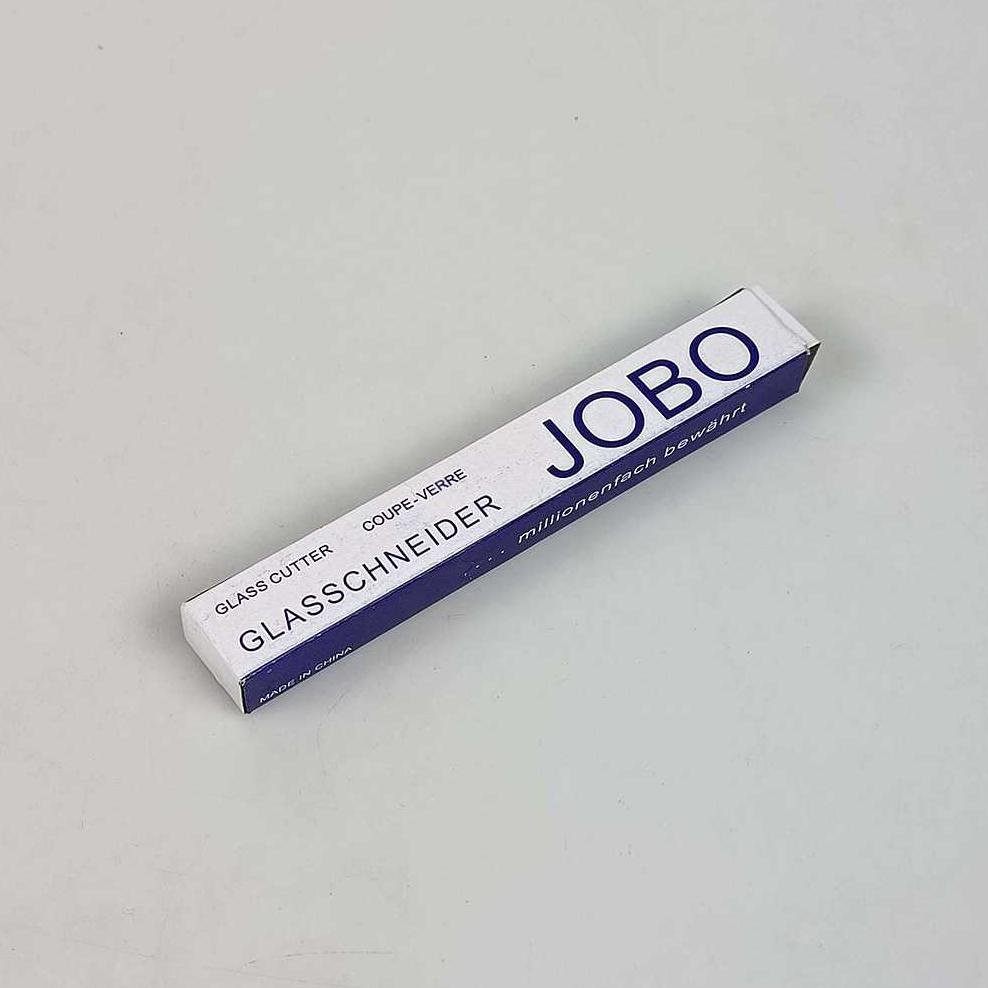 GLASS CUTTER COUPE-VERRE
GLASSCHNEIDER
JOBO
.... millionenfach bewährt
MADE IN CHINA